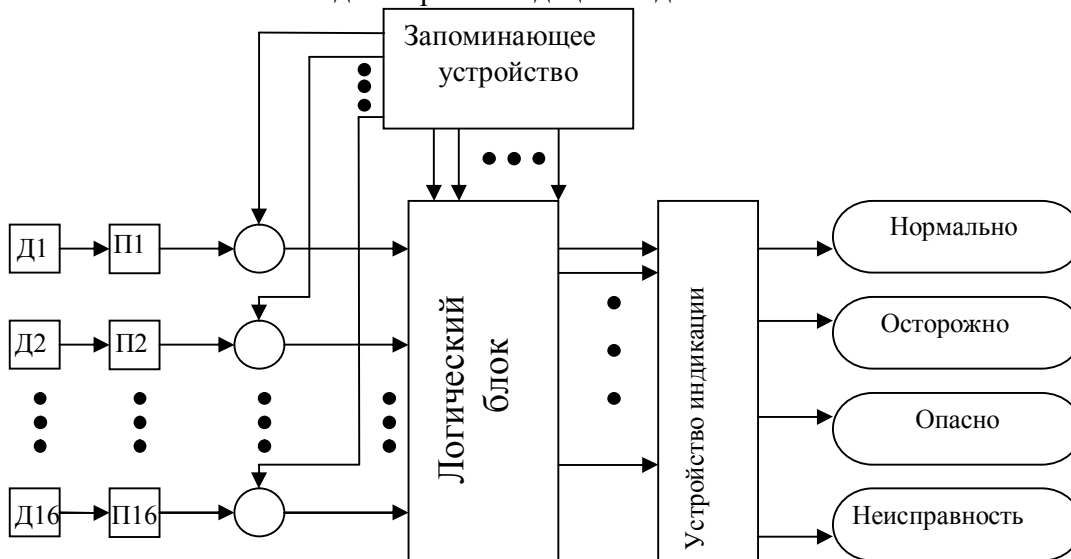 Запоминающее
устройство
Д1
П1
Д2
П2
Д16
П16
Логический
блок
Устройство индикации
Нормально
Осторожно
Опасно
Неисправность